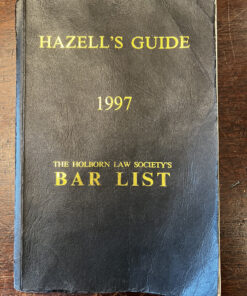 HAZELL'S GUIDE
1997
THE HOLBORN LAW SOCIETY'S
BAR LIST